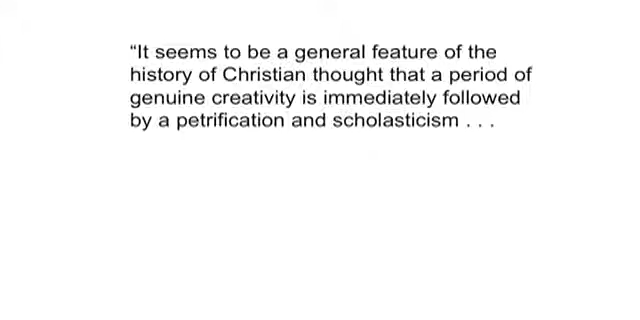 “It seems to be a general feature of the
history of Christian thought that a period of
genuine creativity is immediately followed
by a petrification and scholasticism . . .